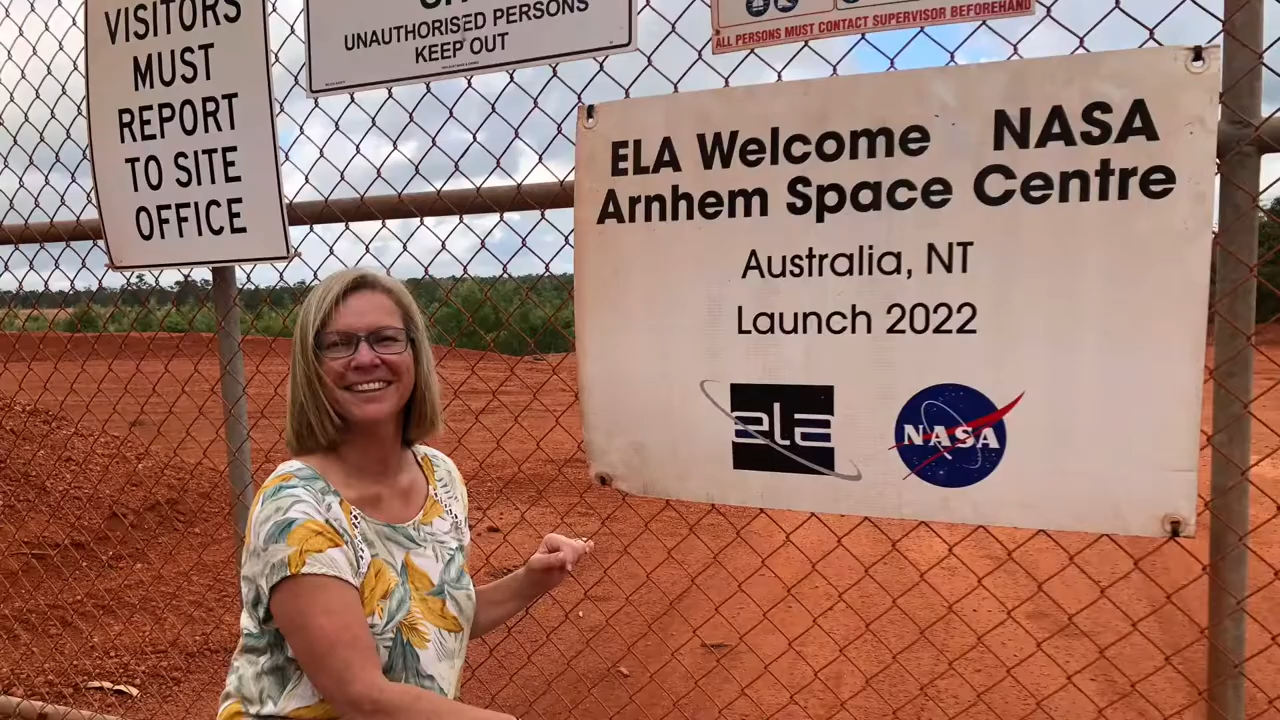 VISITORS
MUST
REPORT
TO SITE
OFFICE
UNAUTHORISED PERSONS
KEEP OUT
ALL PERSONS MUST CONTACT SUPERVISOR BEFOREHAND
ELA Welcome NASA
Arnhem Space Centre
Australia, NT
Launch 2022
ela
NASA